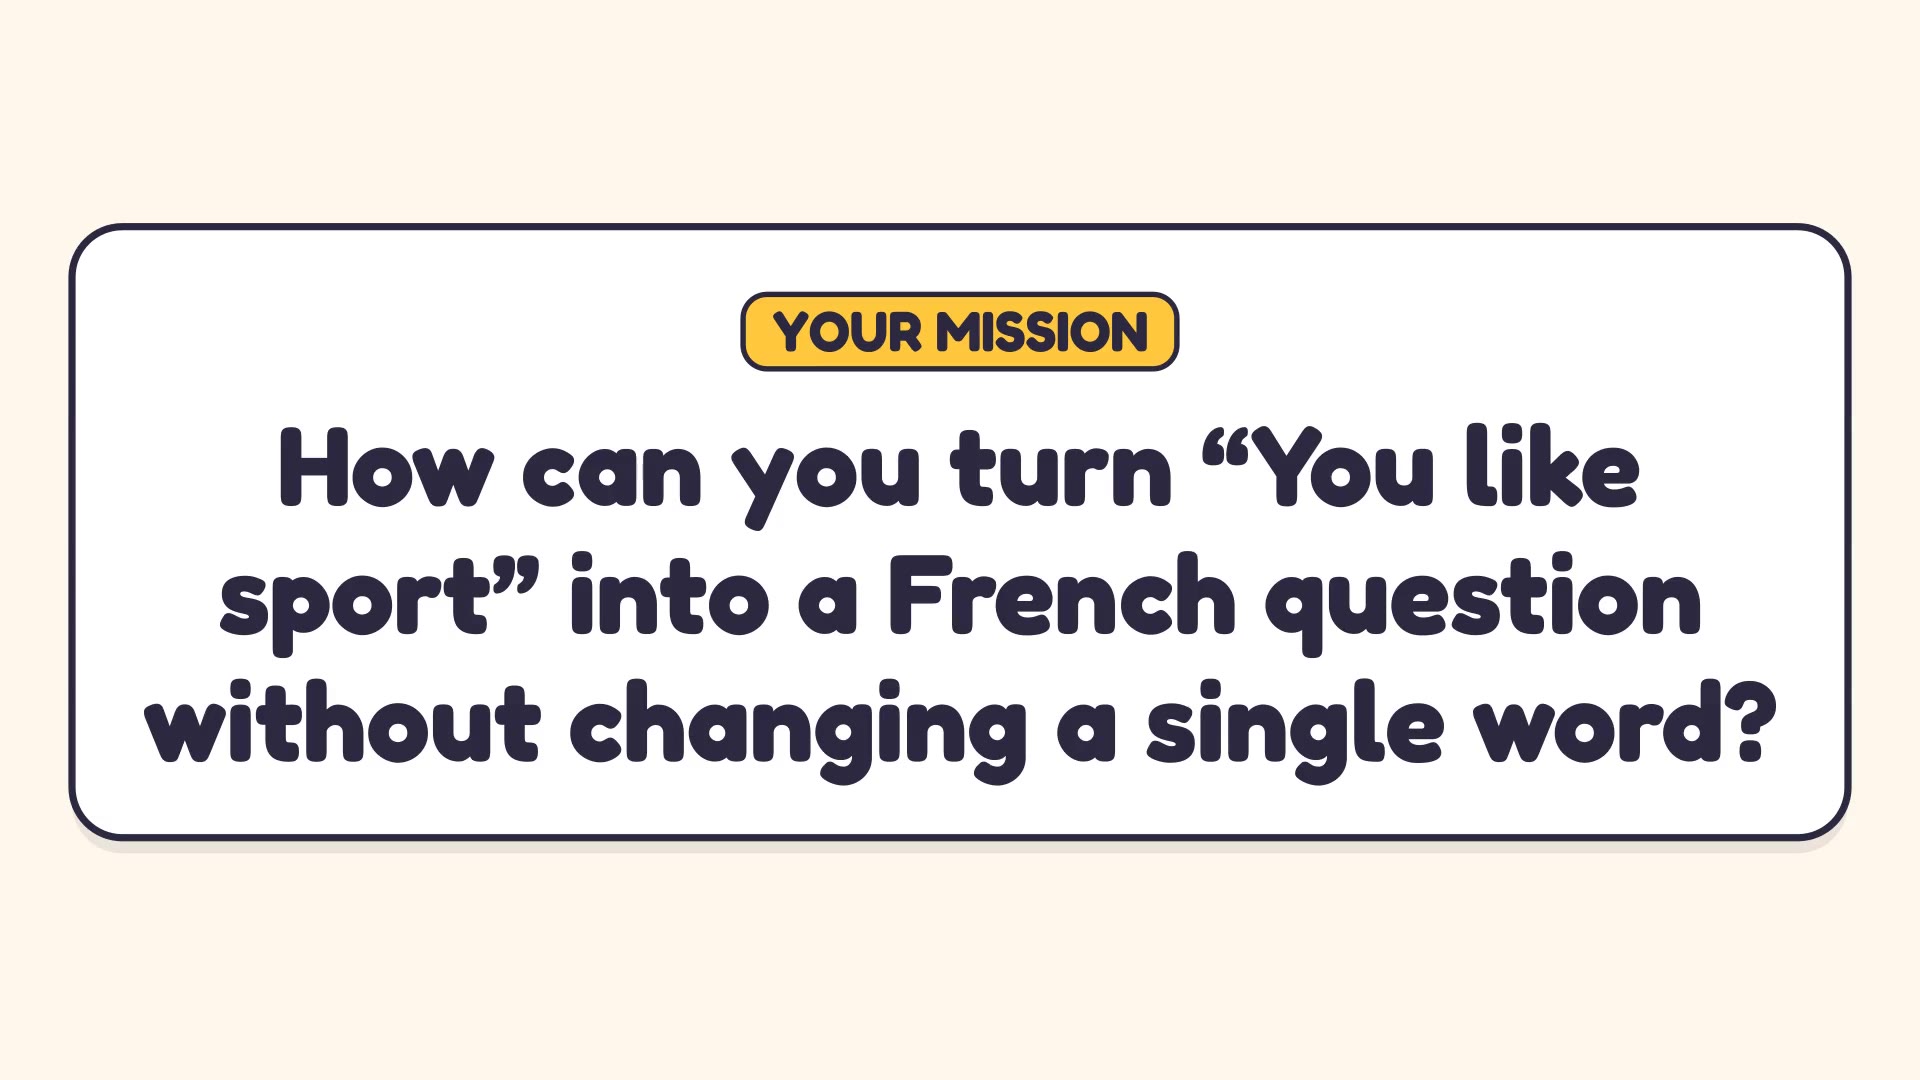 YOUR MISSION
How can you turn “You like
sport” into a French question
without changing a single word?